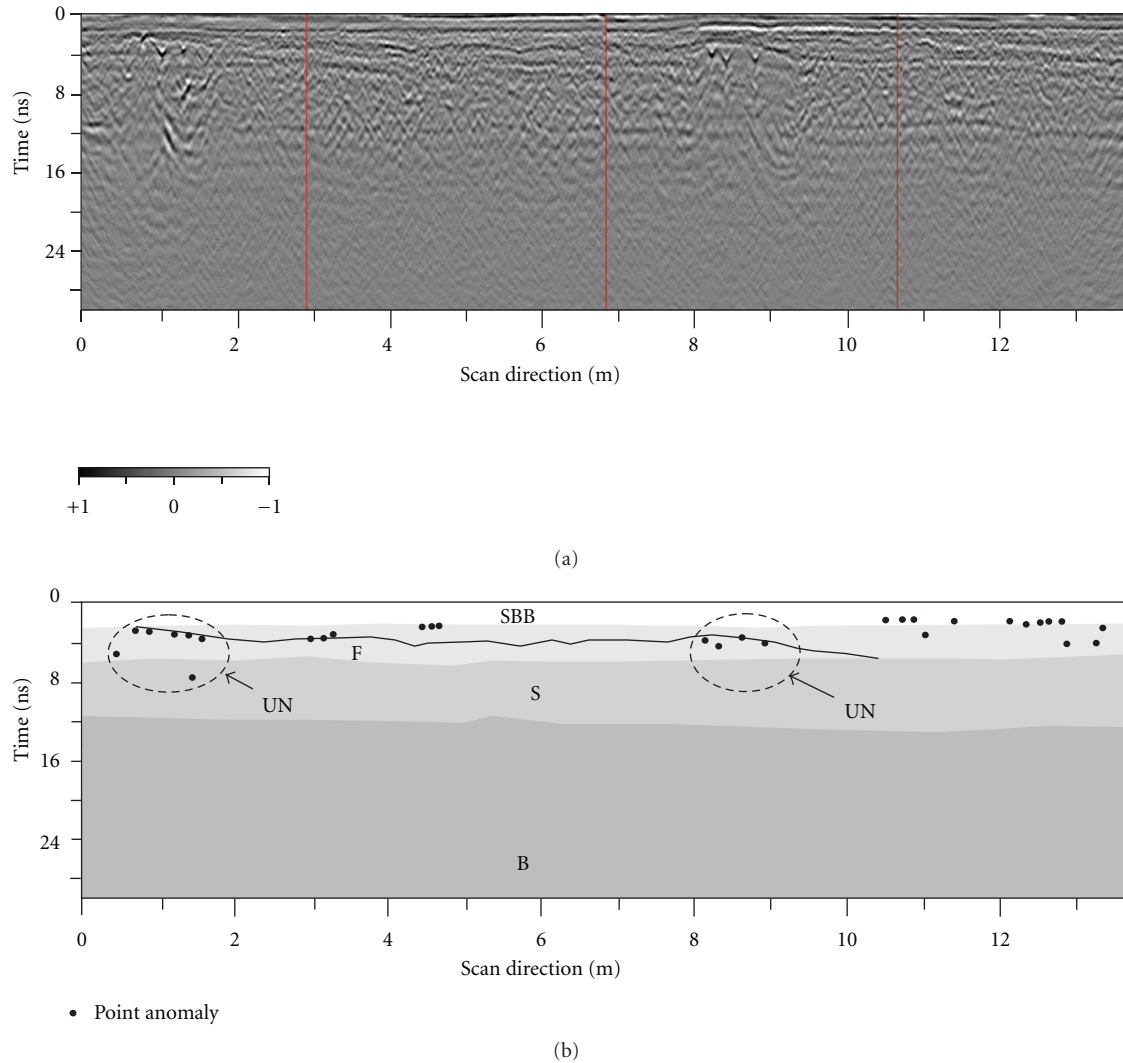 0
8
16
24
Time (ns)
0 2 4 6 8 10 12
Scan direction (m)
+1 0 −1
(a)
0
8
16
24
Time (ns)
SBB
F
S
UN
UN
B
0 2 4 6 8 10 12
Scan direction (m)
Point anomaly
(b)